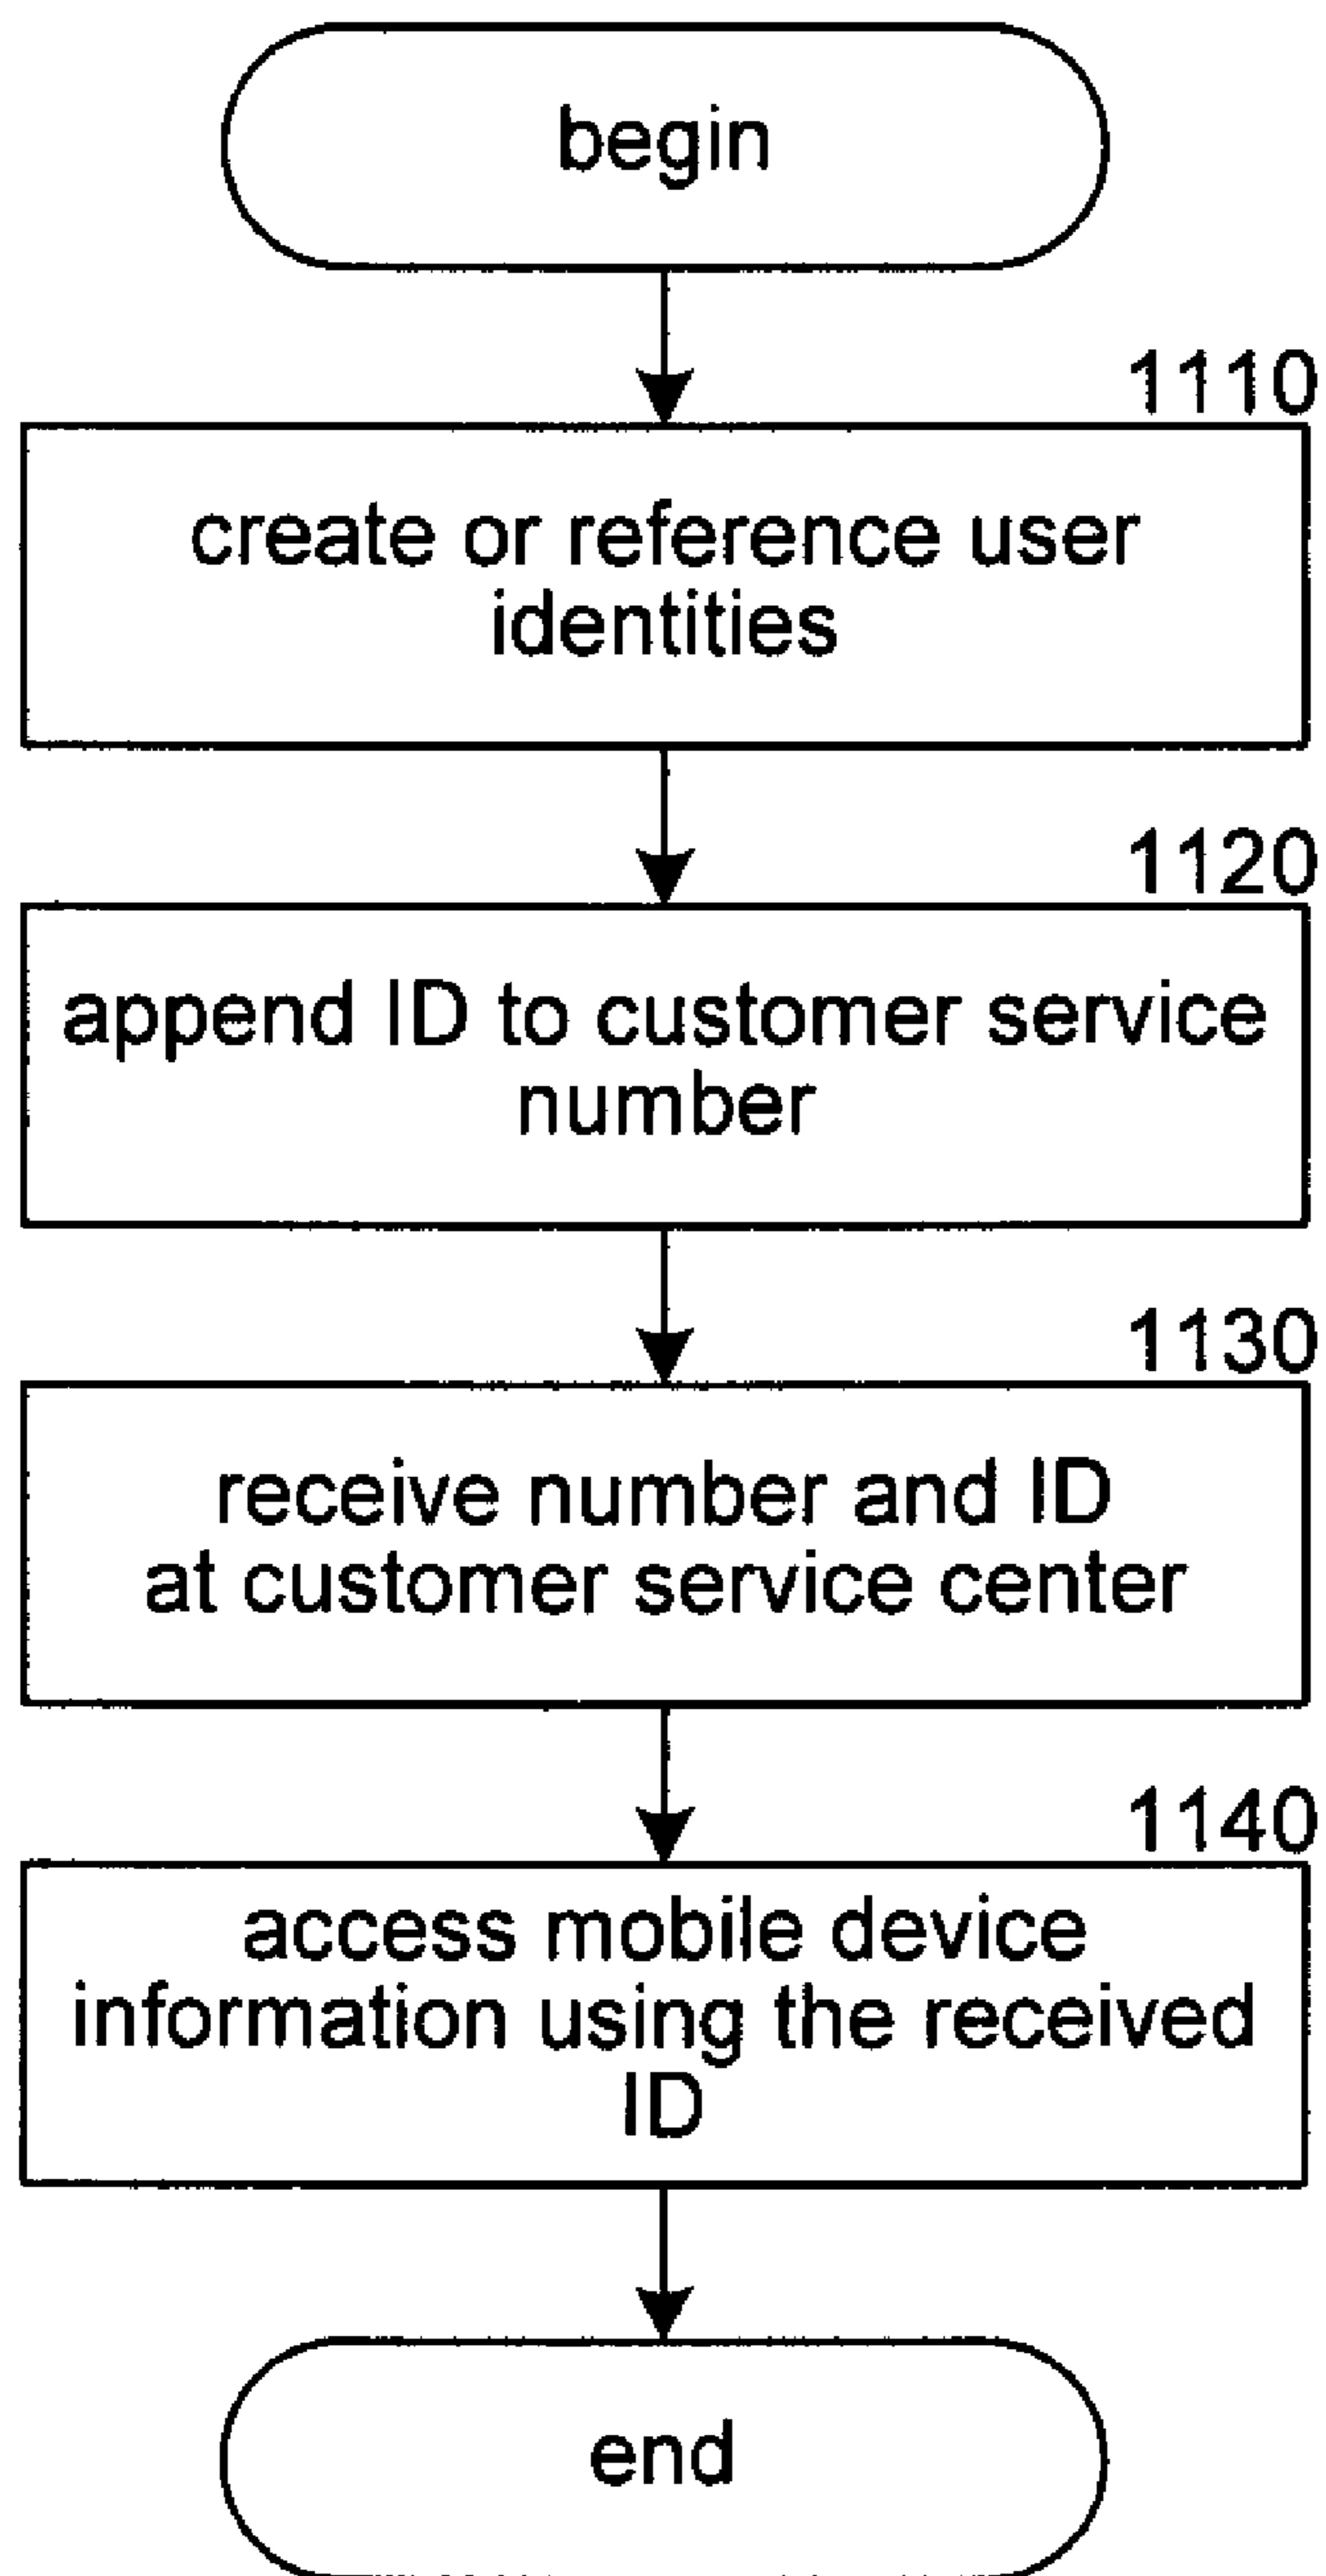 begin
1110
create or reference user
identities
1120
append ID to customer service
number
1130
receive number and ID
at customer service center
1140
access mobile device
information using the received
ID
end